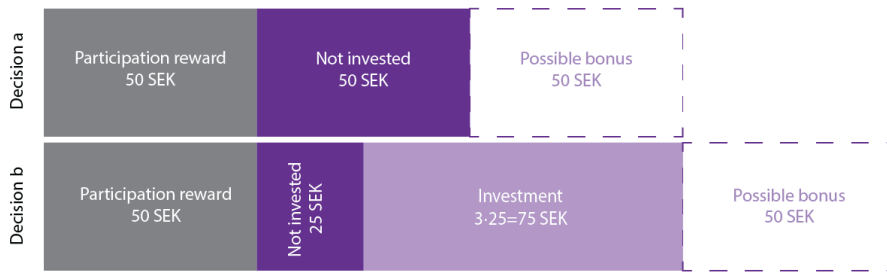 Decision a
Participation reward
50 SEK
Not invested
50 SEK
Possible bonus
50 SEK
Decision b
Participation reward
50 SEK
Not invested
25 SEK
Investment
3·25=75 SEK
Possible bonus
50 SEK